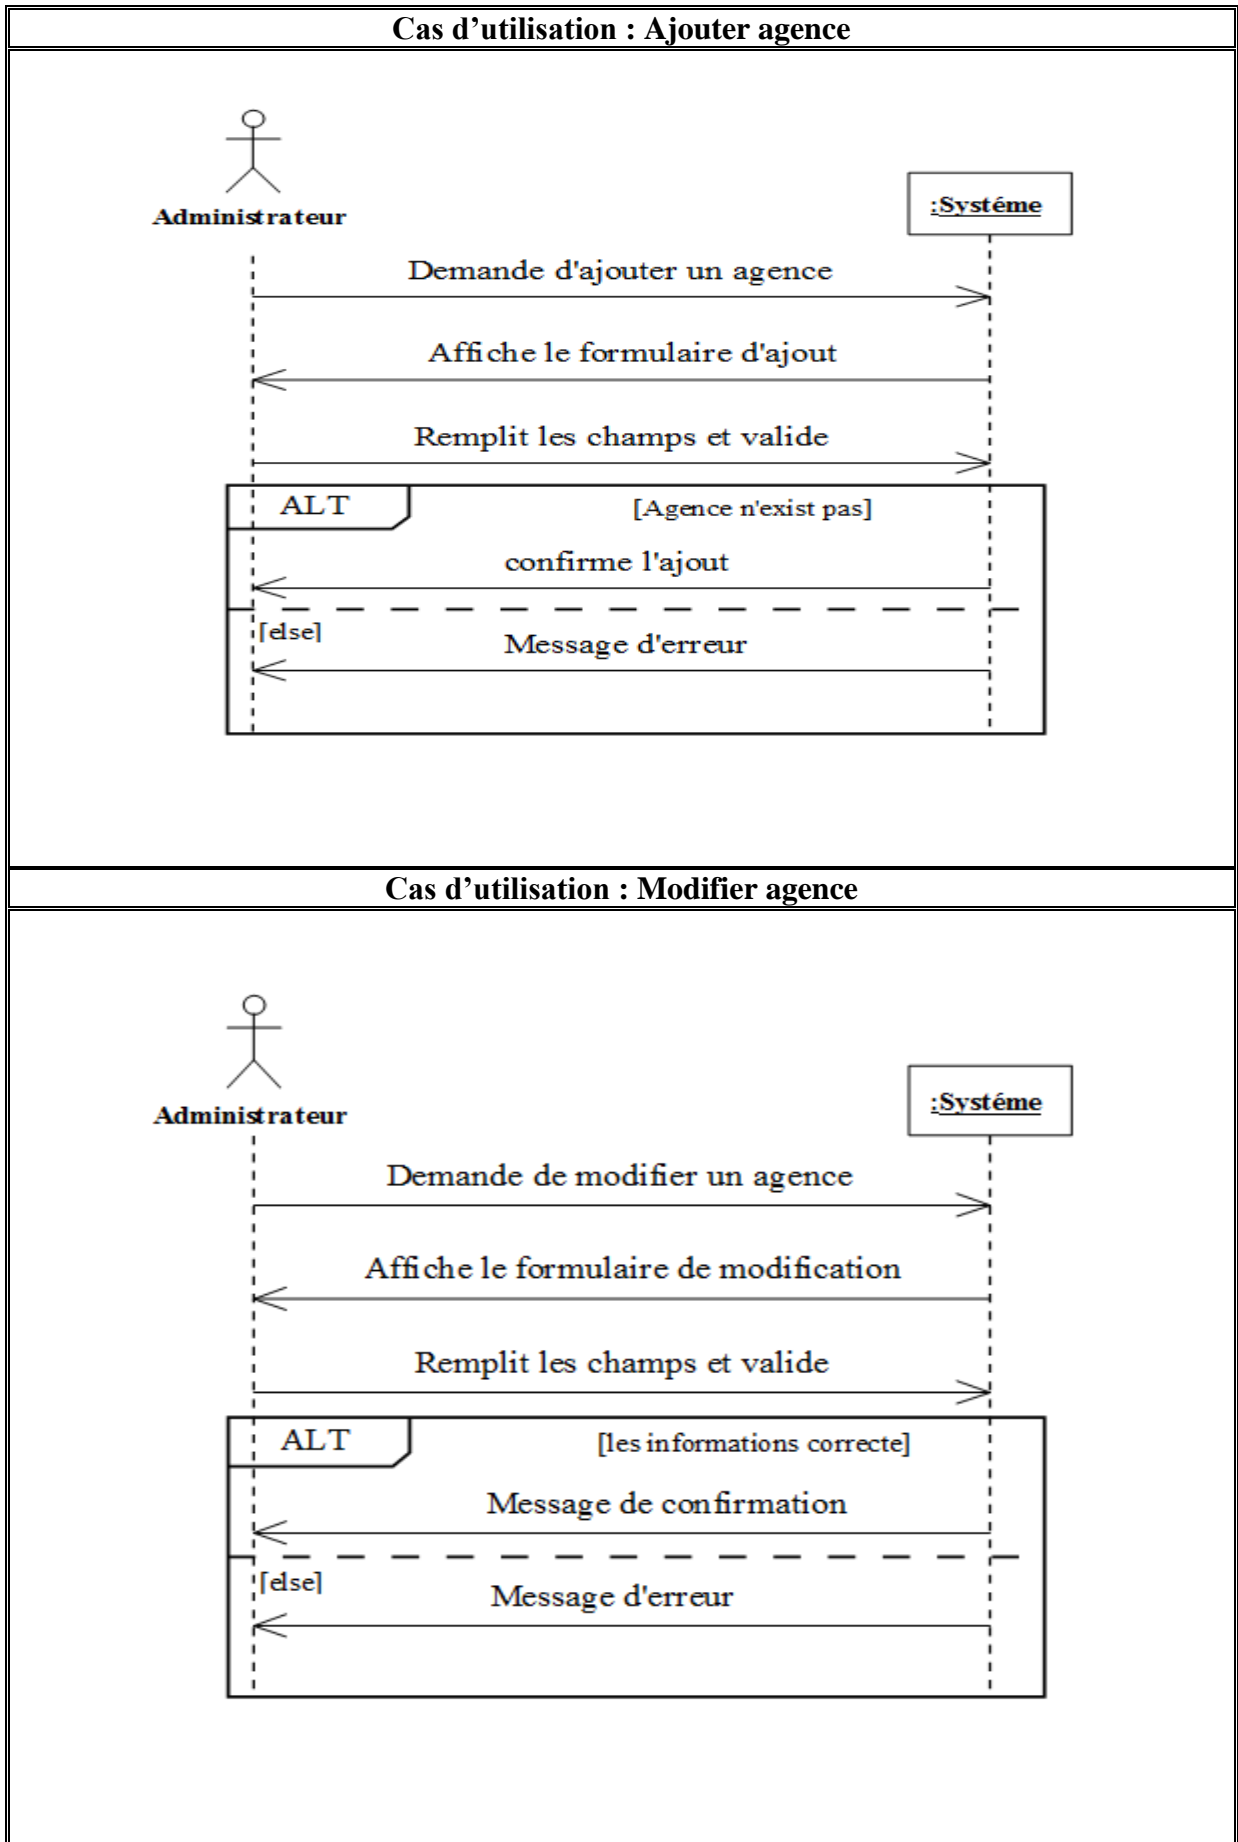 Cas d’utilisation : Ajouter agence
Administrateur
:Systéme
Demande d'ajouter un agence
Affiche le formulaire d'ajout
Remplit les champs et valide
ALT
[Agence n'exist pas]
confirme l'ajout
[else]
Message d'erreur
Cas d’utilisation : Modifier agence
Administrateur
:Systéme
Demande de modifier un agence
Affiche le formulaire de modification
Remplit les champs et valide
ALT
[les informations correcte]
Message de confirmation
[else]
Message d'erreur